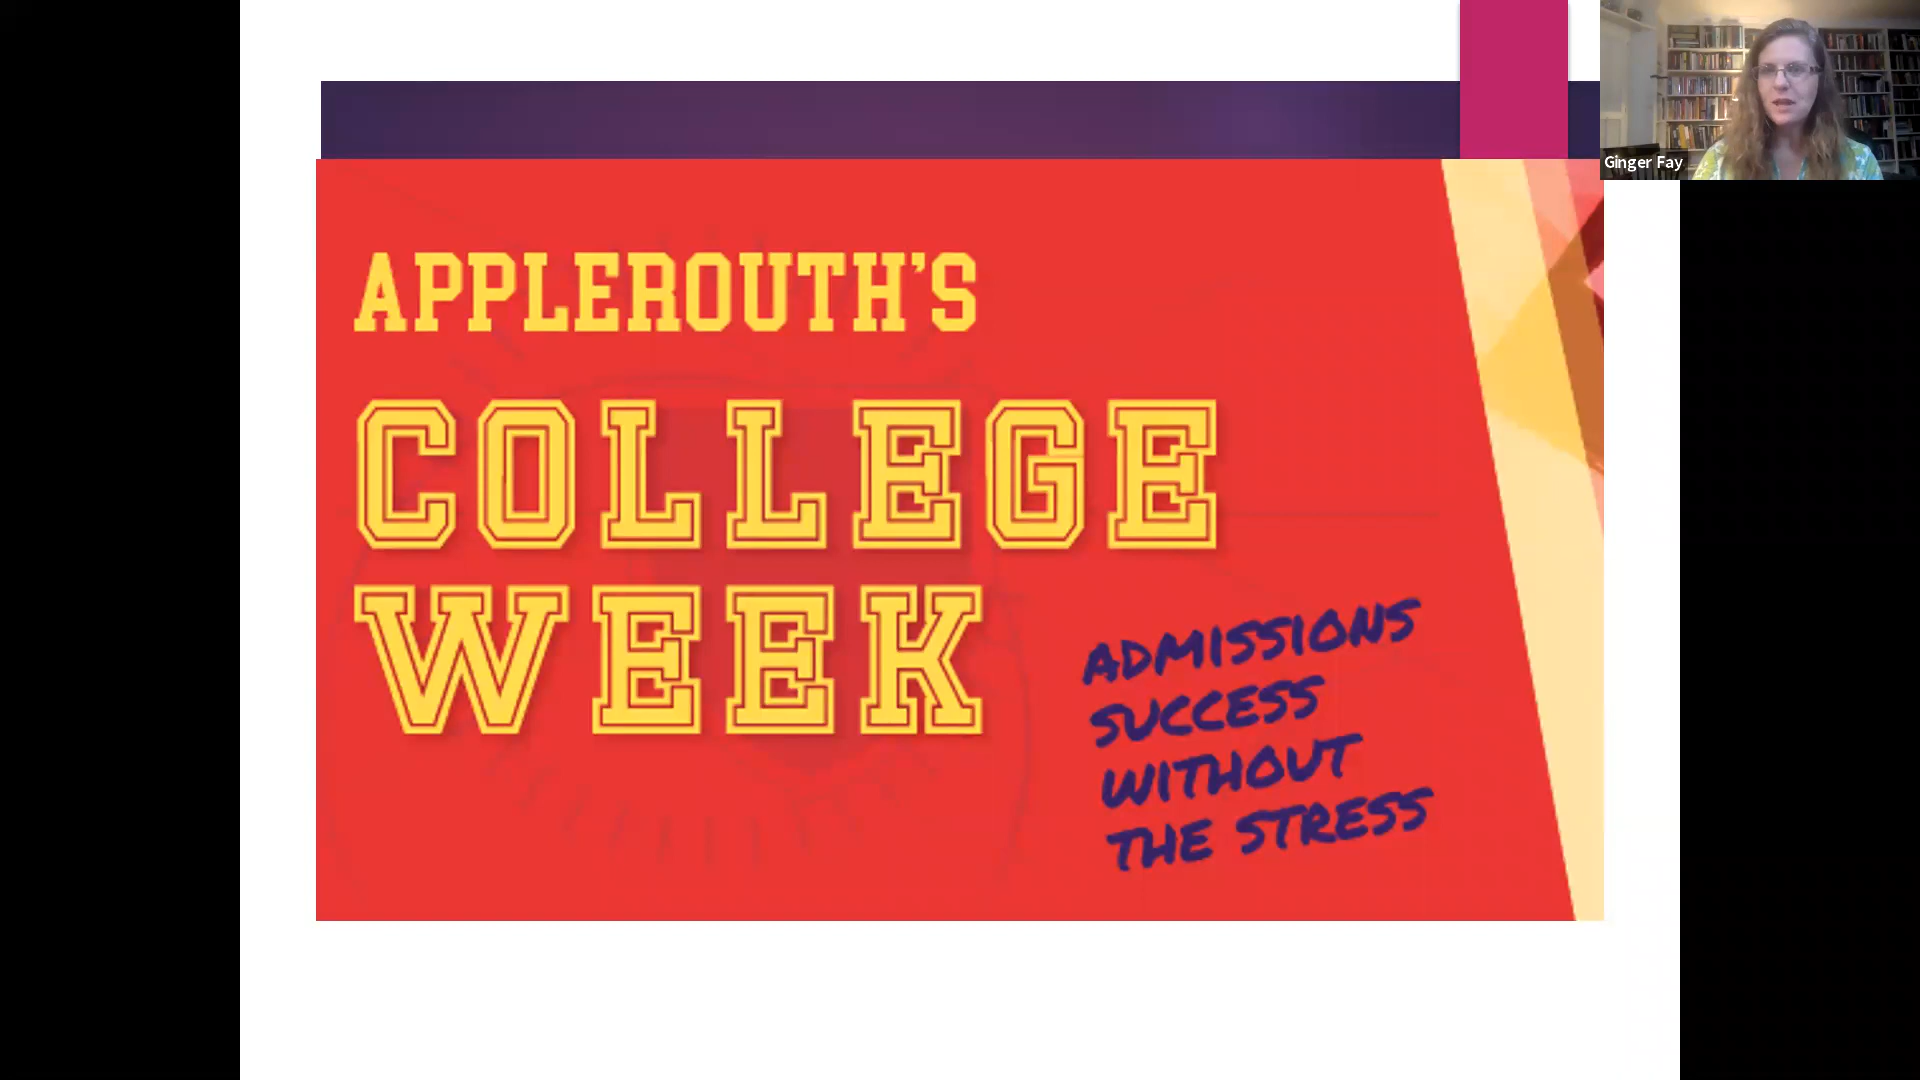 Ginger Fay
APPLEROUTH'S
COLLEGE
WEEK
ADMISSIONS
SUCCESS
WITHOUT
THE STRESS